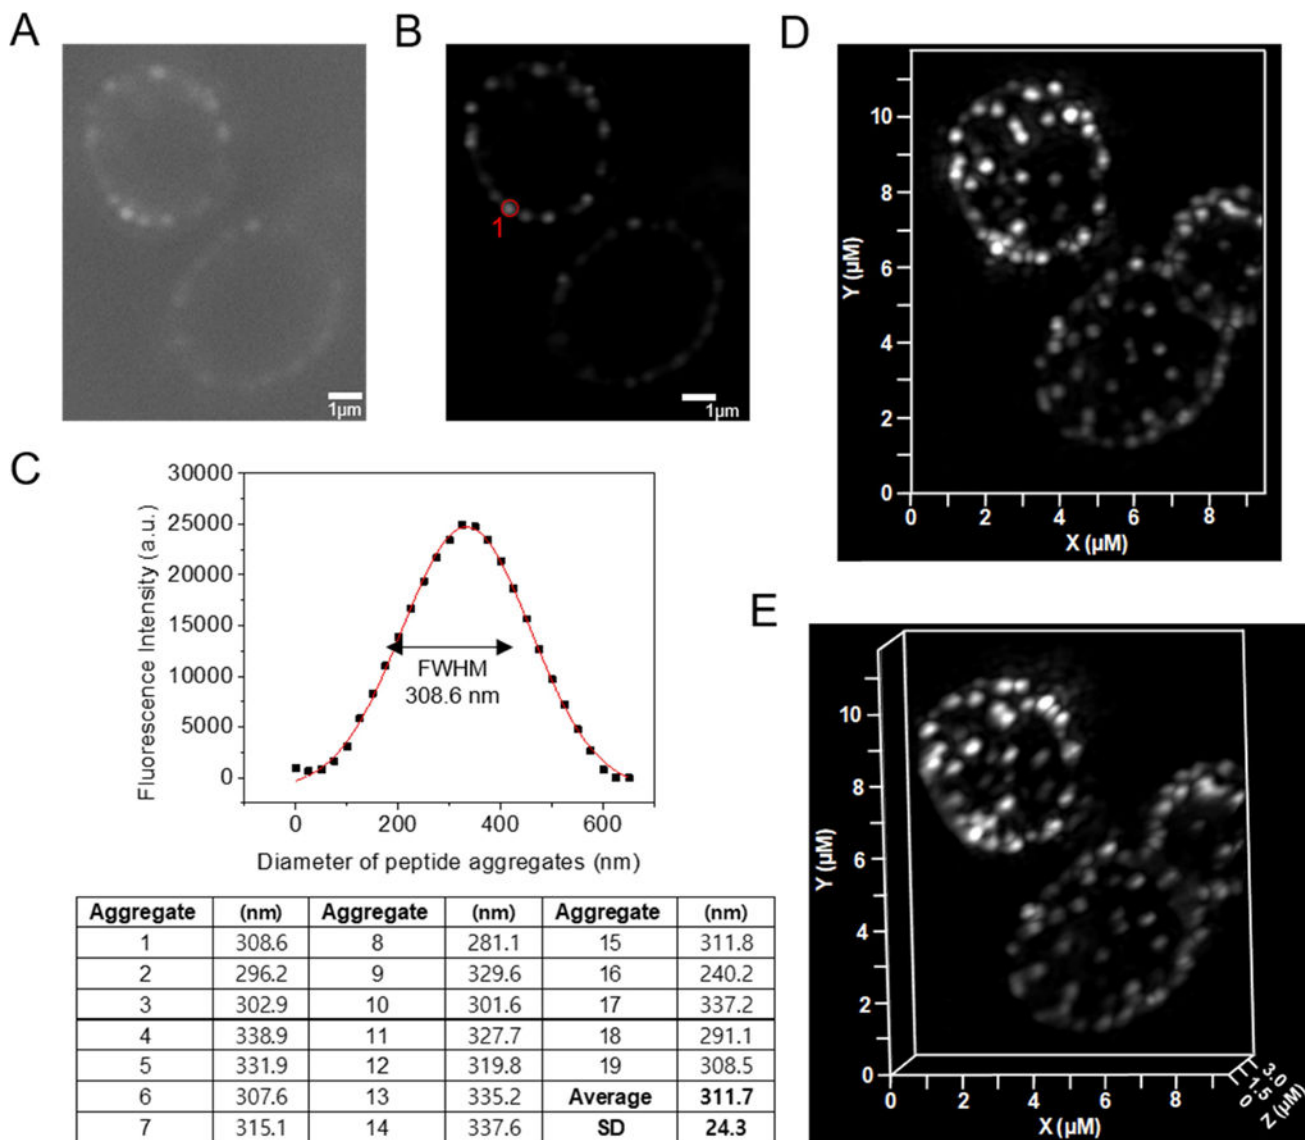 A
B
D
1
1µm
1µm
10
8
6
4
2
0
Y (µM)
0 2 4 6 8
X (µM)
C
30000
25000
20000
15000
10000
5000
0
Fluorescence Intensity (a.u.)
FWHM
308.6 nm
0 200 400 600
Diameter of peptide aggregates (nm)
Aggregate (nm) Aggregate (nm) Aggregate (nm)
1 308.6 8 281.1 15 311.8
2 296.2 9 329.6 16 240.2
3 302.9 10 301.6 17 337.2
4 338.9 11 327.7 18 291.1
5 331.9 12 319.8 19 308.5
6 307.6 13 335.2 Average 311.7
7 315.1 14 337.6 SD 24.3
E
10
8
6
4
2
0
Y (µM)
0 2 4 6 8
X (µM)
3.0
1.5
0
Z (µM)